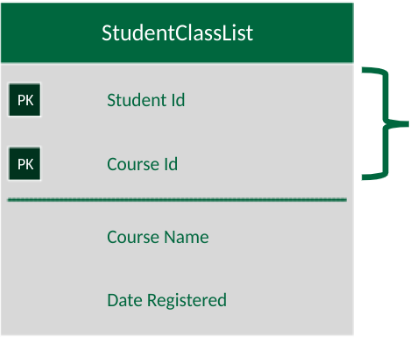 StudentClassList
PK Student Id
PK Course Id
Course Name
Date Registered